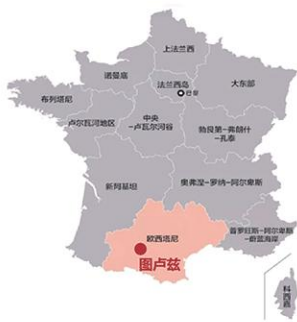 上法兰西
诺曼底
法兰西岛
巴黎
大东部
布列塔尼
卢尔瓦河地区
中央
-卢瓦尔河谷
勃艮第-弗朗什
-孔泰
新阿基坦
奥弗涅-罗纳-阿尔卑斯
欧西塔尼
图卢兹
普罗旺斯-阿尔卑斯
-蔚蓝海岸
科西嘉